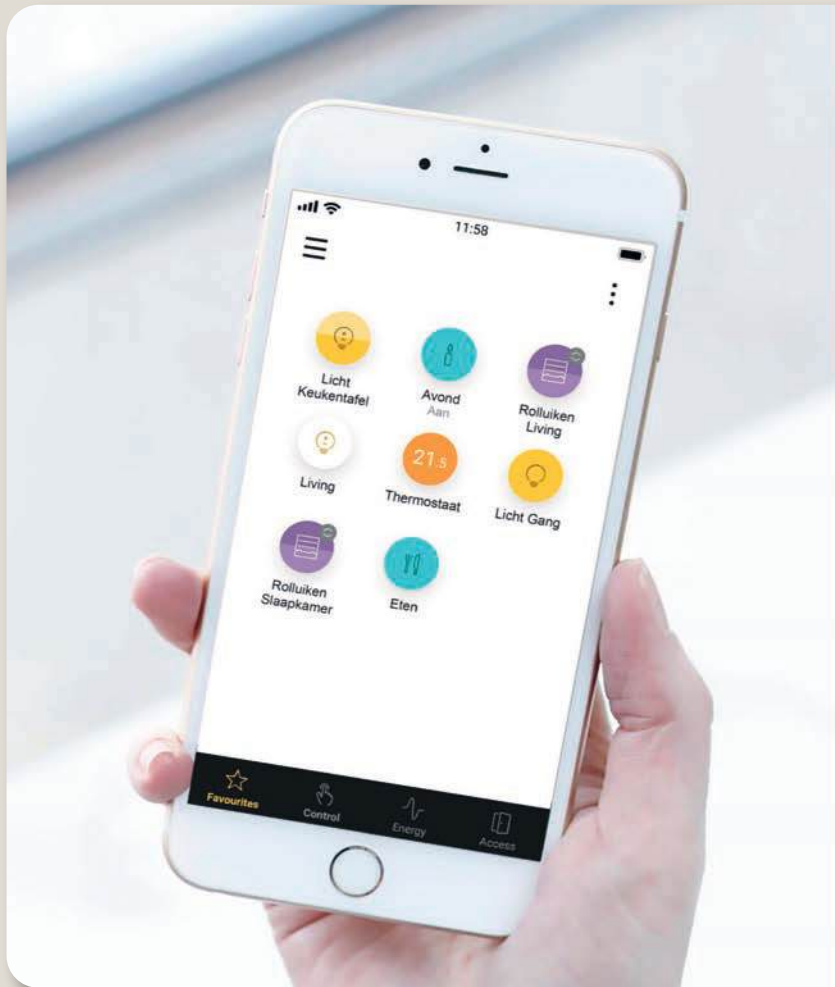 11:58
Licht
Keukentafel
Avond
Aan
Rolluiken
Living
Living
21.5
Thermostaat
Licht Gang
Rolluiken
Slaapkamer
Eten
Favourites
Control
Energy
Access